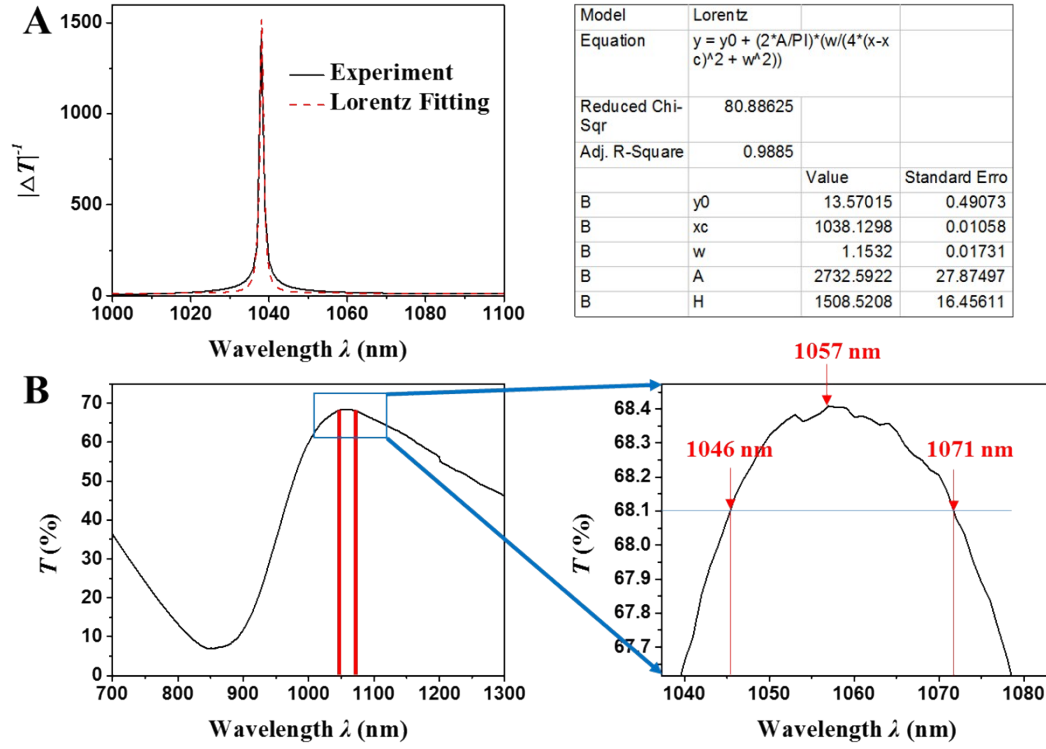 A
1500
1000
500
0
|△T|⁻¹
Experiment
Lorentz Fitting
1000 1020 1040 1060 1080 1100
Wavelength λ (nm)
Model Lorentz
Equation y = y0 + (2*A/PI)*(w/(4*(x-x
c)^2 + w^2))
Reduced Chi- 80.88625
Sqr
Adj. R-Square 0.9885
Value Standard Erro
B y0 13.57015 0.49073
B xc 1038.1298 0.01058
B w 1.1532 0.01731
B A 2732.5922 27.87497
B H 1508.5208 16.45611
B
70
60
50
40
30
20
10
0
T (%)
700 800 900 1000 1100 1200 1300
Wavelength λ (nm)
1057 nm
1046 nm
1071 nm
68.4
68.3
68.2
68.1
68.0
67.9
67.8
67.7
T (%)
1040 1050 1060 1070 1080
Wavelength λ (nm)